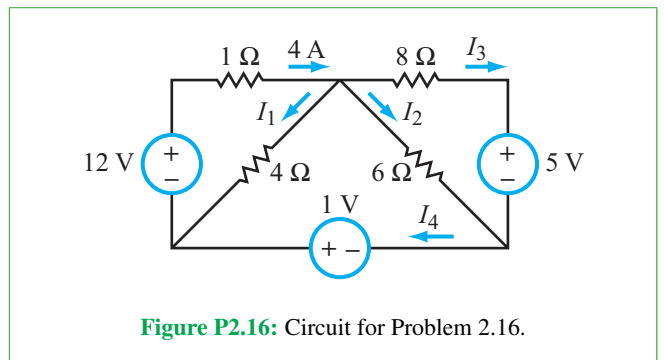 1 Ω 4 A 8 Ω I3
I1 I2
12 V + − 4 Ω 6 Ω + − 5 V
1 V I4
+ −
Figure P2.16: Circuit for Problem 2.16.